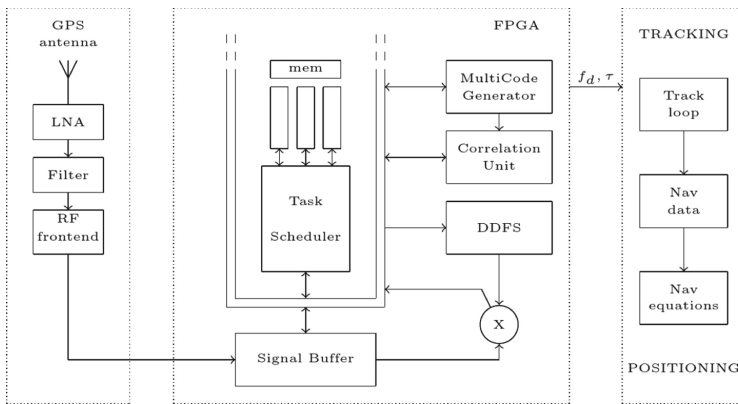 GPS
antenna
LNA
Filter
RF
frontend
FPGA
mem
Task
Scheduler
MultiCode
Generator
Correlation
Unit
DDFS
X
Signal Buffer
f_d, τ
TRACKING
Track
loop
Nav
data
Nav
equations
POSITIONING